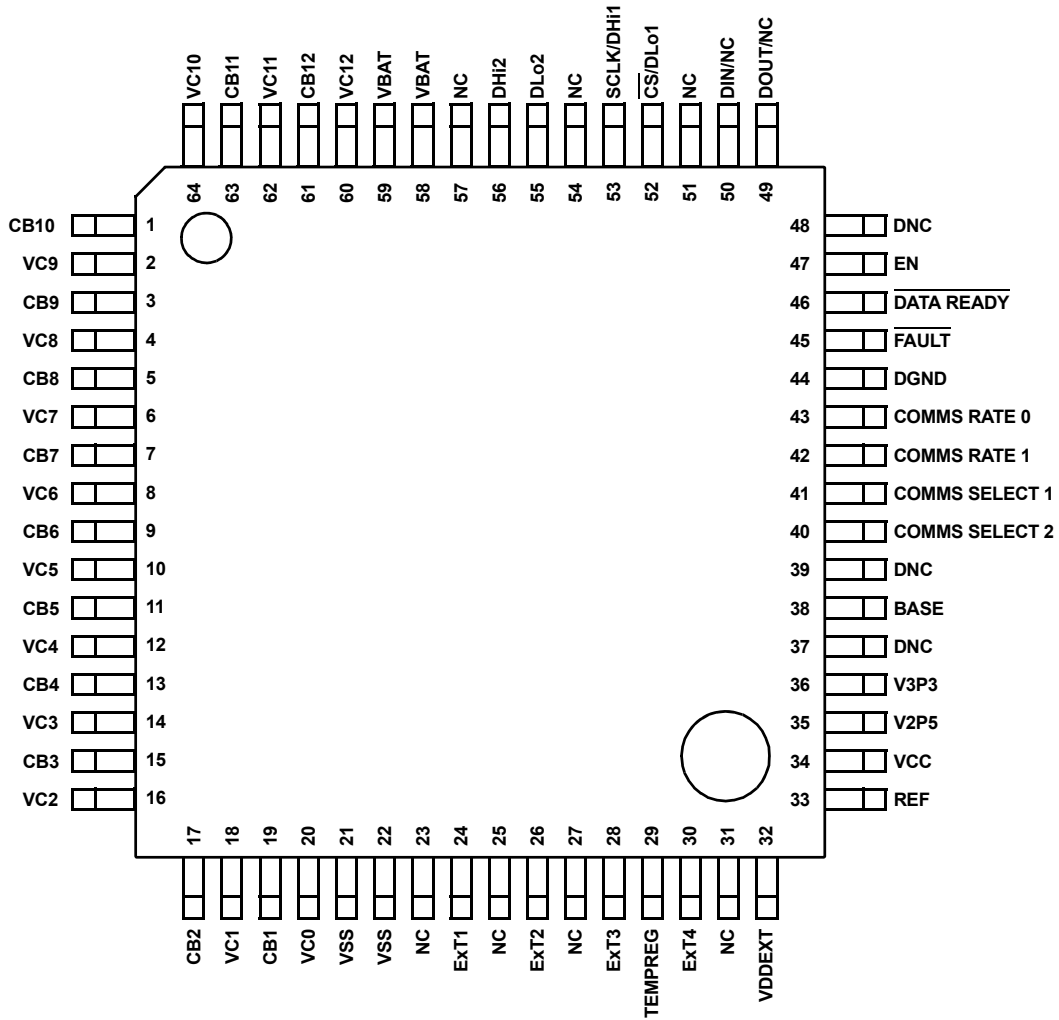 VC10
CB11
VC11
CB12
VC12
VBAT
VBAT
NC
DHi2
DLo2
NC
SCLK/DHi1
CS/DLo1
NC
DIN/NC
DOUT/NC
64
63
62
61
60
59
58
57
56
55
54
53
52
51
50
49
CB10 1
VC9 2
CB9 3
VC8 4
CB8 5
VC7 6
CB7 7
VC6 8
CB6 9
VC5 10
CB5 11
VC4 12
CB4 13
VC3 14
CB3 15
VC2 16
48 DNC
47 EN
46 DATA READY
45 FAULT
44 DGND
43 COMMS RATE 0
42 COMMS RATE 1
41 COMMS SELECT 1
40 COMMS SELECT 2
39 DNC
38 BASE
37 DNC
36 V3P3
35 V2P5
34 VCC
33 REF
17
18
19
20
21
22
23
24
25
26
27
28
29
30
31
32
CB2
VC1
CB1
VC0
VSS
VSS
NC
ExT1
NC
ExT2
NC
ExT3
TEMPREG
ExT4
NC
VDDEXT